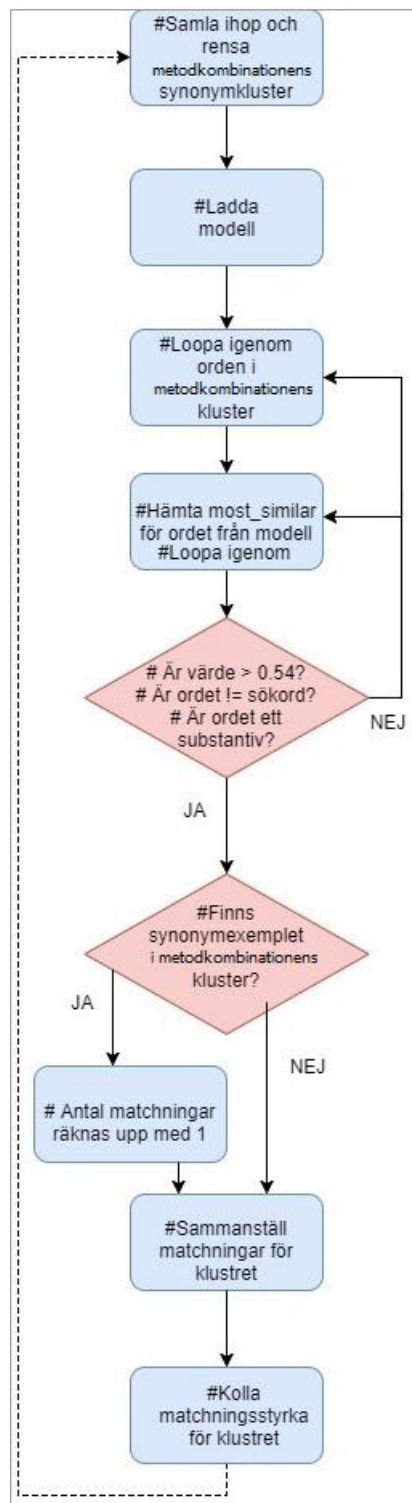 #Samla ihop och
rensa
metodkombinationens
synonymkluster
#Ladda
modell
#Loopa igenom
orden i
metodkombinationens
kluster
#Hämta most_similar
för ordet från modell
#Loopa igenom
# Är värde > 0.54?
# Är ordet != sökord?
# Är ordet ett
substantiv?
NEJ
JA
#Finns
synonymexemplet
i metodkombinationens
kluster?
JA
NEJ
# Antal matchningar
räknas upp med 1
#Sammanställ
matchningar för
klustret
#Kolla
matchningsstyrka
för klustret